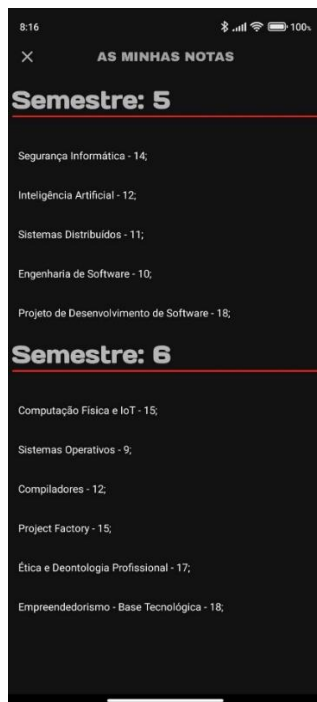 8:16
100%
AS MINHAS NOTAS
Semestre: 5
Segurança Informática - 14;
Inteligência Artificial - 12;
Sistemas Distribuídos - 11;
Engenharia de Software - 10;
Projeto de Desenvolvimento de Software - 18;
Semestre: 6
Computação Física e IoT - 15;
Sistemas Operativos - 9;
Compiladores - 12;
Project Factory - 15;
Ética e Deontologia Profissional - 17;
Empreendedorismo - Base Tecnológica - 18;